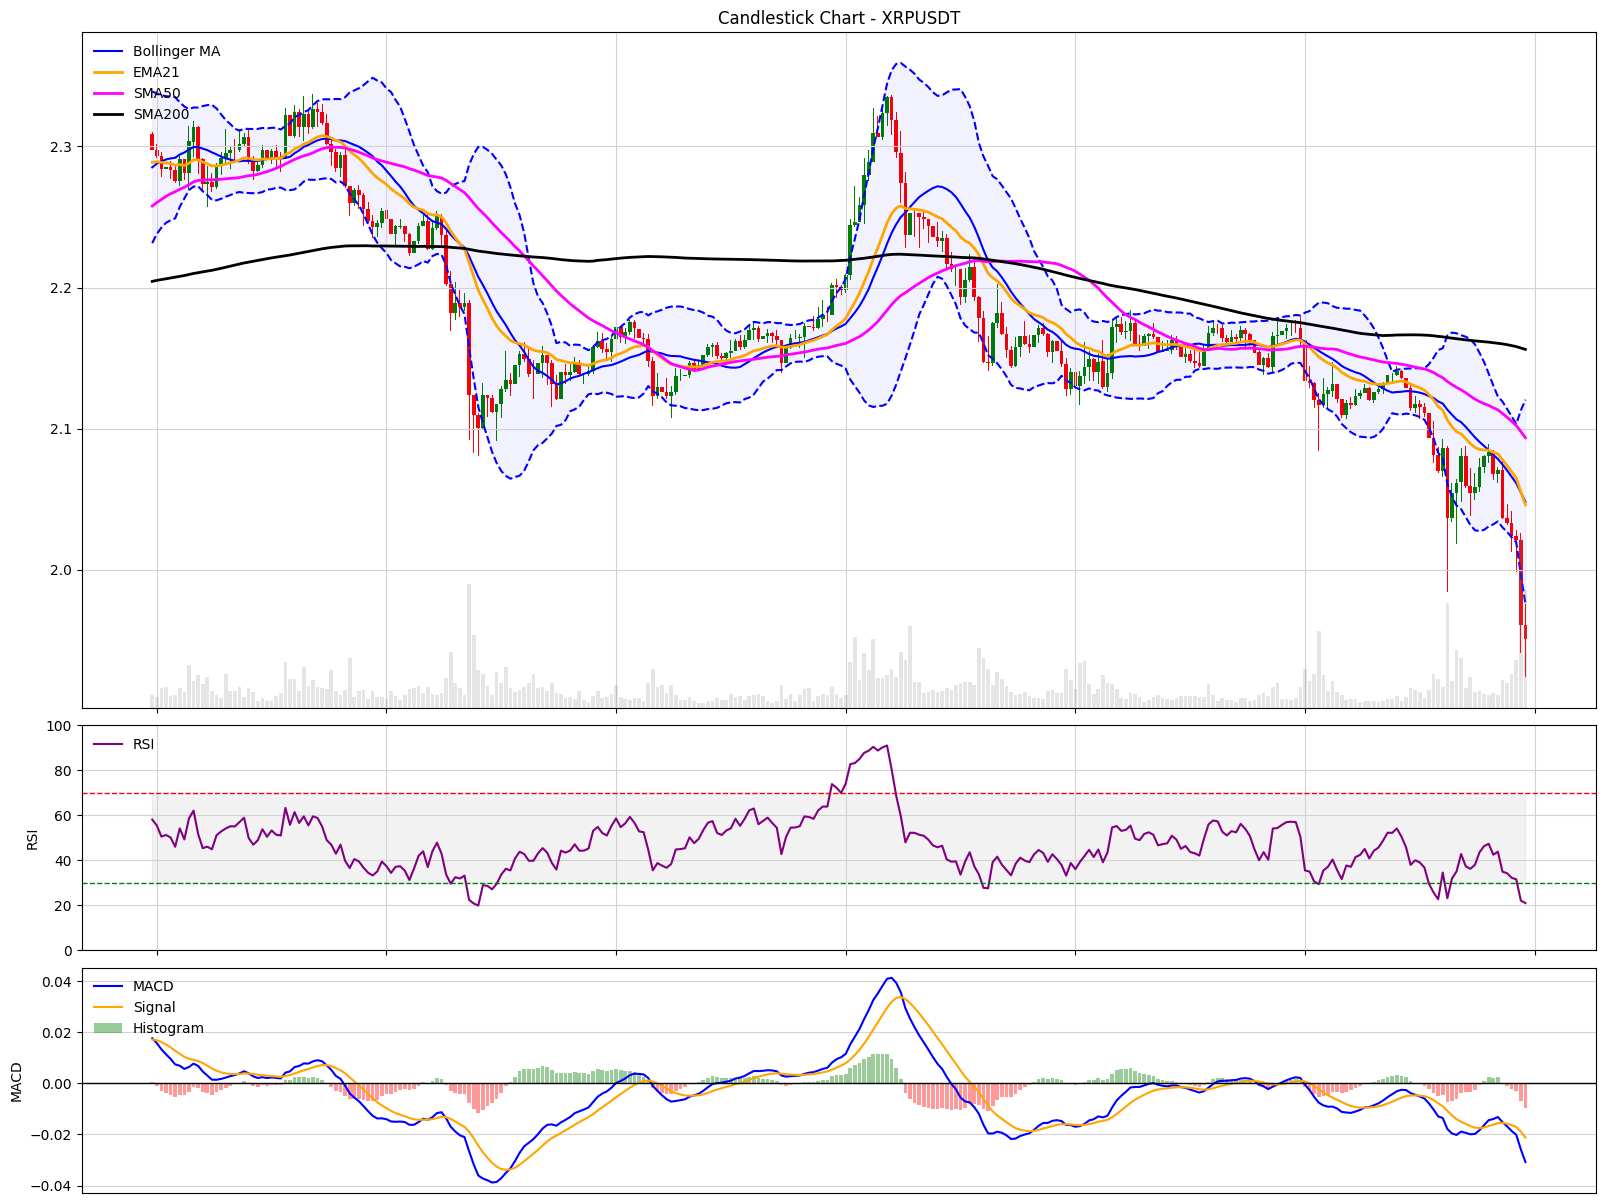 Candlestick Chart - XRPUSDT
Bollinger MA
EMA21
SMA50
SMA200
2.3
2.2
2.1
2.0
100
80
60
40
20
0
RSI
RSI
0.04
0.02
0.00
−0.02
−0.04
MACD
MACD
Signal
Histogram